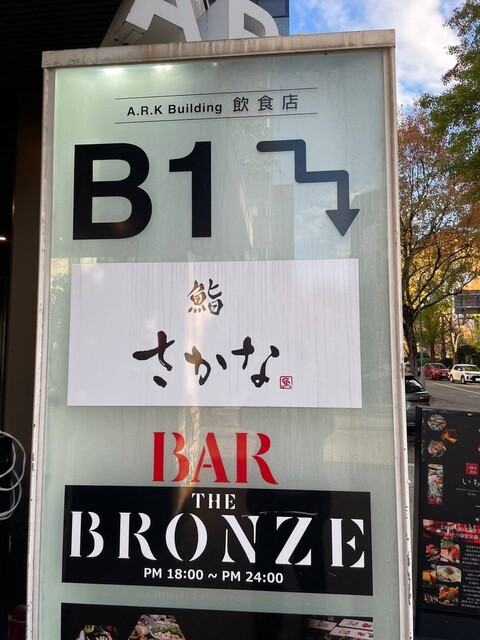 A.R.K Building 飲食店
B1
鮨
さかな
BAR
THE
BRONZE
PM 18:00 ~ PM 24:00